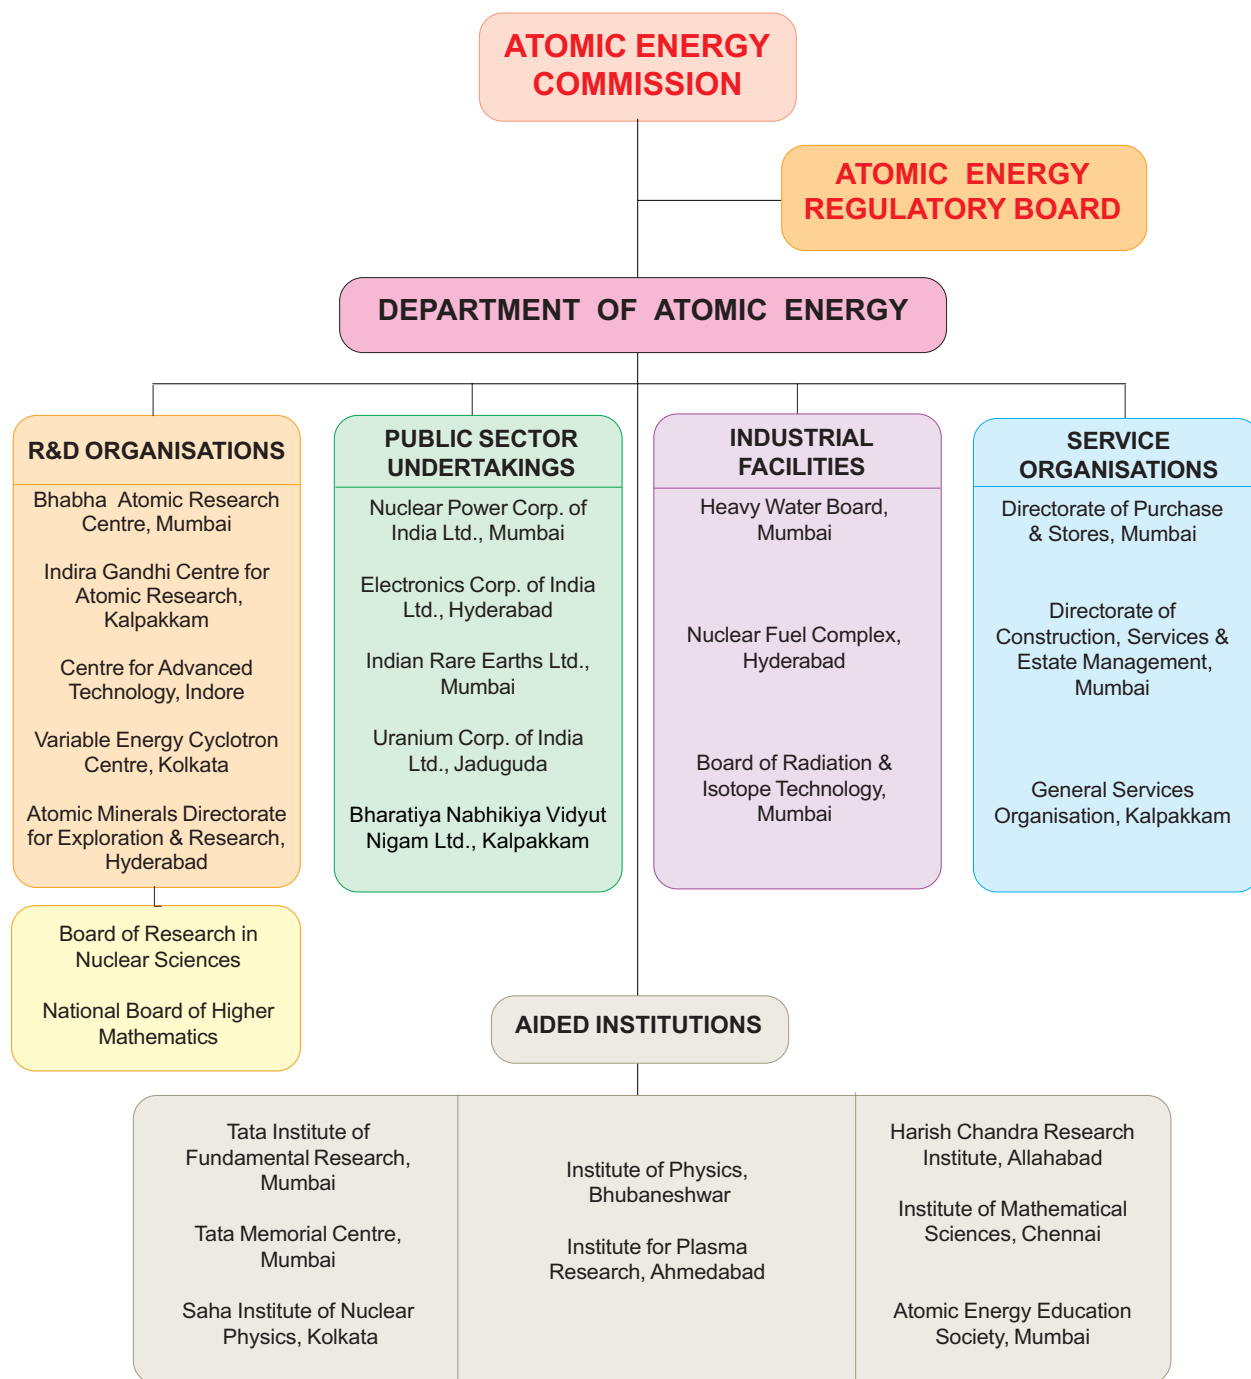 ATOMIC ENERGY
COMMISSION
ATOMIC ENERGY
REGULATORY BOARD
DEPARTMENT OF ATOMIC ENERGY
R&D ORGANISATIONS
Bhabha Atomic Research
Centre, Mumbai
Indira Gandhi Centre for
Atomic Research,
Kalpakkam
Centre for Advanced
Technology, Indore
Variable Energy Cyclotron
Centre, Kolkata
Atomic Minerals Directorate
for Exploration & Research,
Hyderabad
Board of Research in
Nuclear Sciences
National Board of Higher
Mathematics
PUBLIC SECTOR
UNDERTAKINGS
Nuclear Power Corp. of
India Ltd., Mumbai
Electronics Corp. of India
Ltd., Hyderabad
Indian Rare Earths Ltd.,
Mumbai
Uranium Corp. of India
Ltd., Jaduguda
Bharatiya Nabhikiya Vidyut
Nigam Ltd., Kalpakkam
INDUSTRIAL
FACILITIES
Heavy Water Board,
Mumbai
Nuclear Fuel Complex,
Hyderabad
Board of Radiation &
Isotope Technology,
Mumbai
SERVICE
ORGANISATIONS
Directorate of Purchase
& Stores, Mumbai
Directorate of
Construction, Services &
Estate Management,
Mumbai
General Services
Organisation, Kalpakkam
AIDED INSTITUTIONS
Tata Institute of
Fundamental Research,
Mumbai
Tata Memorial Centre,
Mumbai
Saha Institute of Nuclear
Physics, Kolkata
Institute of Physics,
Bhubaneshwar
Institute for Plasma
Research, Ahmedabad
Harish Chandra Research
Institute, Allahabad
Institute of Mathematical
Sciences, Chennai
Atomic Energy Education
Society, Mumbai